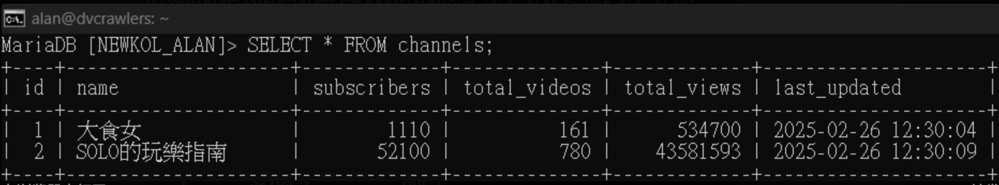 alan@dvcrawlers: ~
MariaDB [NEWKOL_ALAN]> SELECT * FROM channels;
+----+---------------------+-------------+--------------+-------------+---------------------+
| id | name | subscribers | total_videos | total_views | last_updated |
+----+---------------------+-------------+--------------+-------------+---------------------+
| 1 | 大食女 | 1110 | 161 | 534700 | 2025-02-26 12:30:04 |
| 2 | SOLO的玩樂指南 | 52100 | 780 | 43581593 | 2025-02-26 12:30:09 |
+----+---------------------+-------------+--------------+-------------+---------------------+